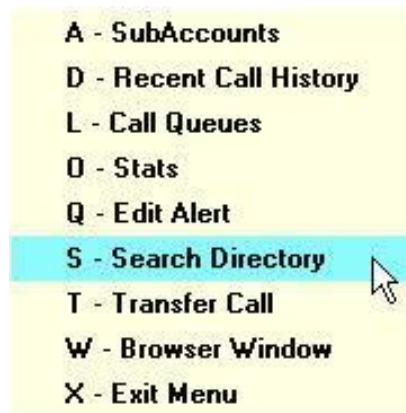 A - SubAccounts
D - Recent Call History
L - Call Queues
O - Stats
Q - Edit Alert
S - Search Directory
T - Transfer Call
W - Browser Window
X - Exit Menu